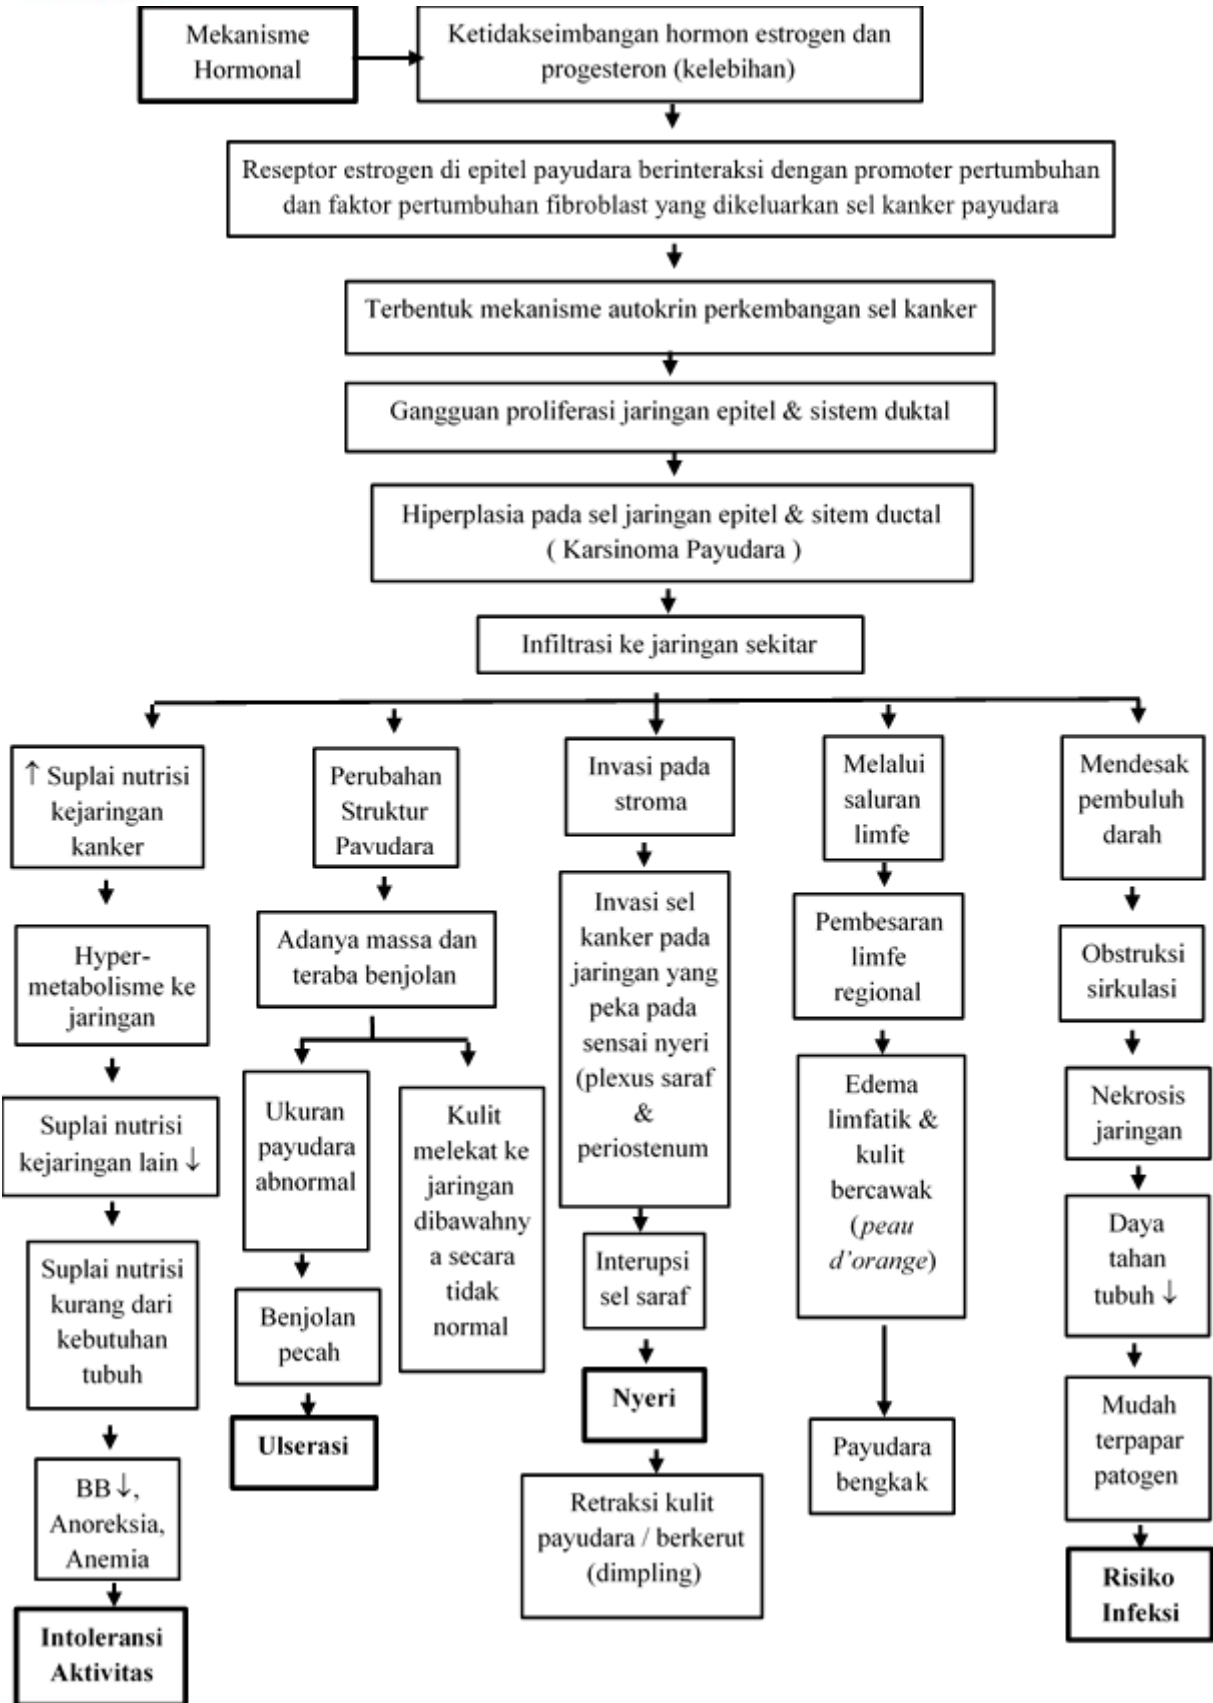 Mekanisme
Hormonal
Ketidakseimbangan hormon estrogen dan
progesteron (kelebihan)
Reseptor estrogen di epitel payudara berinteraksi dengan promoter pertumbuhan
dan faktor pertumbuhan fibroblast yang dikeluarkan sel kanker payudara
Terbentuk mekanisme autokrin perkembangan sel kanker
Gangguan proliferasi jaringan epitel & sistem duktal
Hiperplasia pada sel jaringan epitel & sitem ductal
( Karsinoma Payudara )
Infiltrasi ke jaringan sekitar
↑ Suplai nutrisi
kejaringan
kanker
Hyper-
metabolisme ke
jaringan
Suplai nutrisi
kejaringan lain ↓
Suplai nutrisi
kurang dari
kebutuhan
tubuh
BB ↓,
Anoreksia,
Anemia
Intoleransi
Aktivitas
Perubahan
Struktur
Pavudara
Adanya massa dan
teraba benjolan
Ukuran
payudara
abnormal
Benjolan
pecah
Ulserasi
Kulit
melekat ke
jaringan
dibawahny
a secara
tidak
normal
Invasi pada
stroma
Invasi sel
kanker pada
jaringan yang
peka pada
sensai nyeri
(plexus saraf
&
periostenum)
Interupsi
sel saraf
Nyeri
Retraksi kulit
payudara / berkerut
(dimpling)
Melalui
saluran
limfe
Pembesaran
limfe
regional
Edema
limfatik &
kulit
bercawak
(peau
d'orange)
Payudara
bengkak
Mendesak
pembuluh
darah
Obstruksi
sirkulasi
Nekrosis
jaringan
Daya
tahan
tubuh ↓
Mudah
terpapar
patogen
Risiko
Infeksi